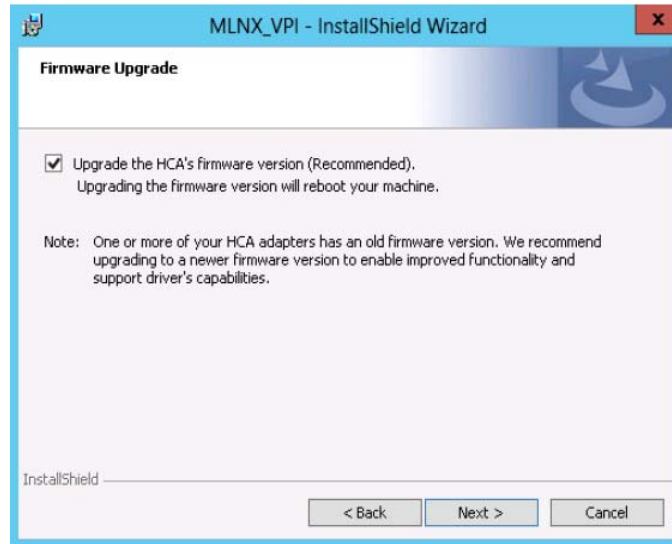 MLNX_VPI - InstallShield Wizard
x
Firmware Upgrade
Upgrade the HCA's firmware version (Recommended).
Upgrading the firmware version will reboot your machine.
Note: One or more of your HCA adapters has an old firmware version. We recommend
upgrading to a newer firmware version to enable improved functionality and
support driver's capabilities.
InstallShield
< Back Next > Cancel